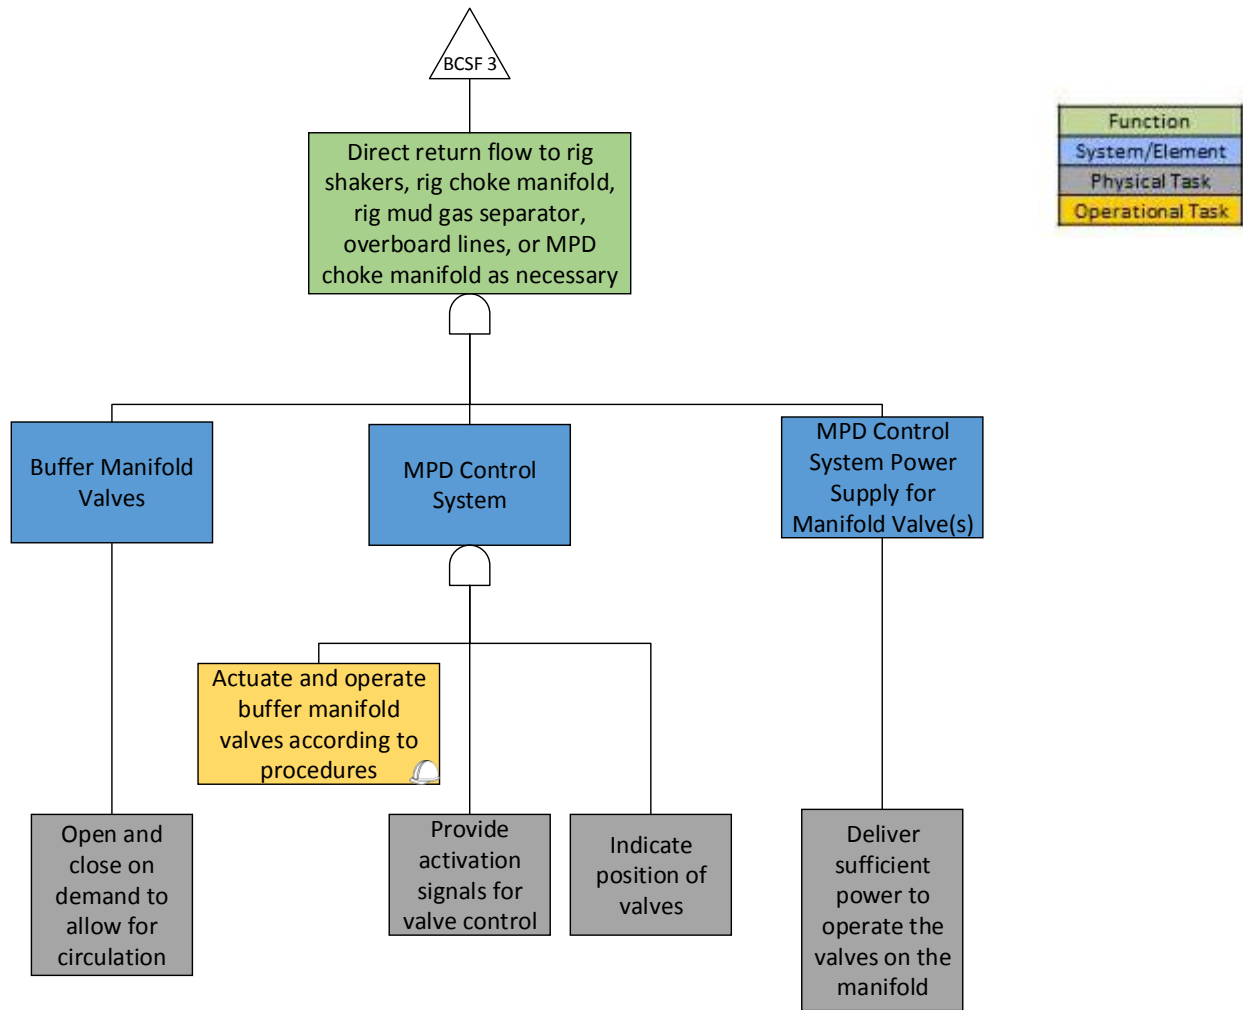 BCSF 3
Direct return flow to rig
shakers, rig choke manifold,
rig mud gas separator,
overboard lines, or MPD
choke manifold as necessary
Function
System/Element
Physical Task
Operational Task
Buffer Manifold
Valves
MPD Control
System
MPD Control
System Power
Supply for
Manifold Valve(s)
Actuate and operate
buffer manifold
valves according to
procedures
Open and
close on
demand to
allow for
circulation
Provide
activation
signals for
valve control
Indicate
position of
valves
Deliver
sufficient
power to
operate the
valves on the
manifold